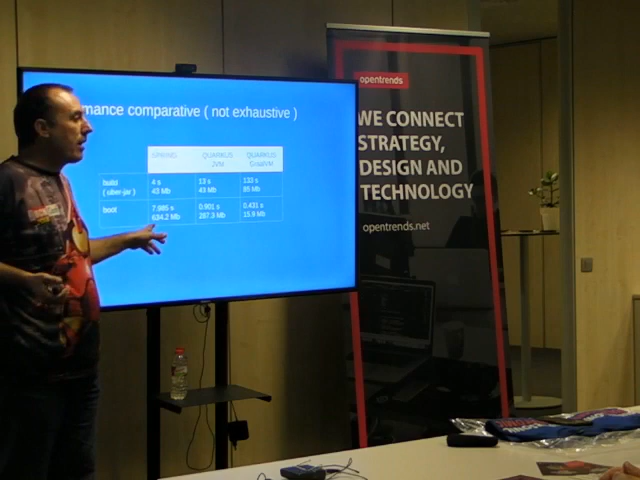 mance comparative ( not exhaustive )
SPRING QUARKUS JVM QUARKUS GraalVM
build ( uber-jar ) 4 s 43 Mb 13 s 43 Mb 133 s 85 Mb
boot 7.985 s 634.2 Mb 0.901 s 287.3 Mb 0.431 s 15.9 Mb
opentrends
WE CONNECT
STRATEGY,
DESIGN AND
TECHNOLOGY
opentrends.net